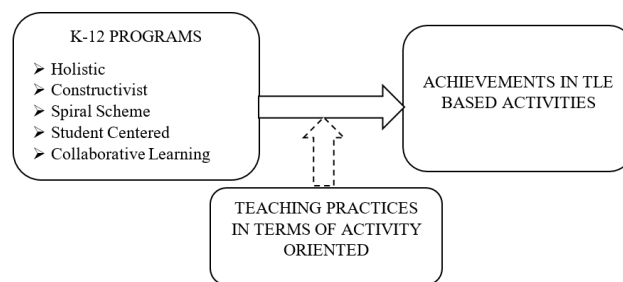 K-12 PROGRAMS
➢ Holistic
➢ Constructivist
➢ Spiral Scheme
➢ Student Centered
➢ Collaborative Learning
ACHIEVEMENTS IN TLE
BASED ACTIVITIES
TEACHING PRACTICES
IN TERMS OF ACTIVITY
ORIENTED